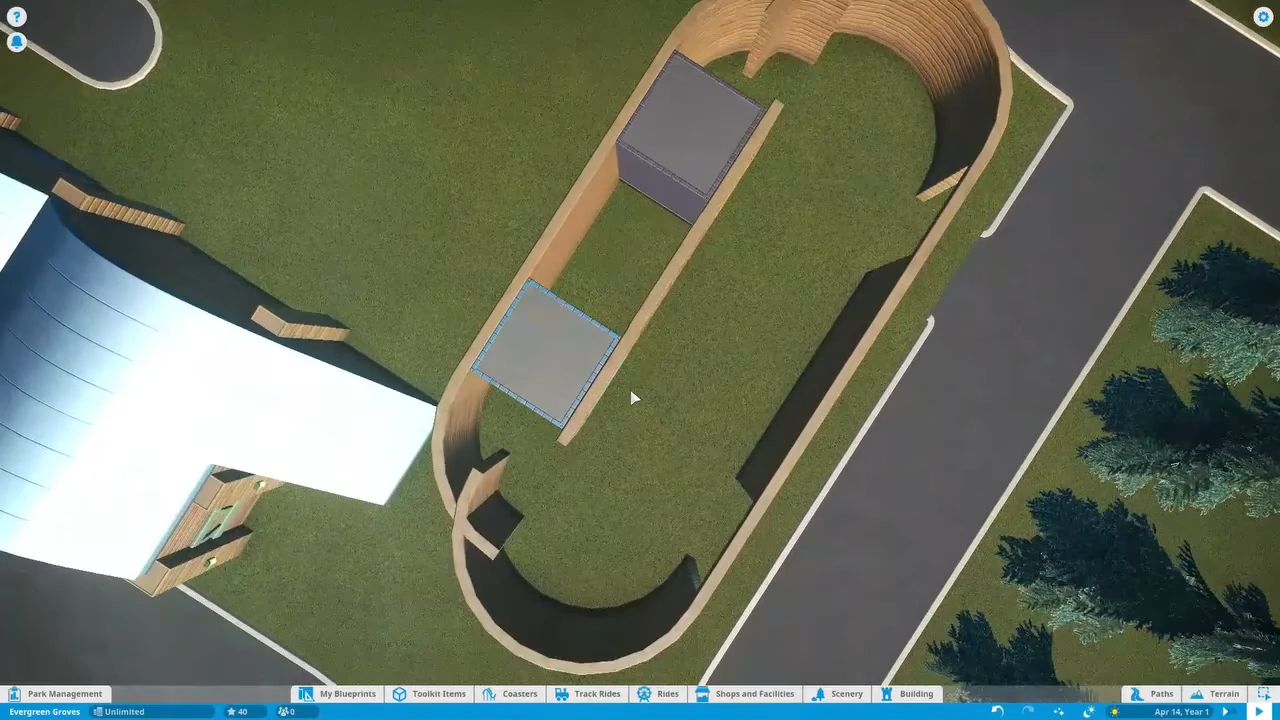 ?
Park Management
My Blueprints
Toolkit Items
Coasters
Track Rides
Rides
Shops and Facilities
Scenery
Building
Paths
Terrain
Evergreen Groves
Unlimited
40
0
Apr 14, Year 1